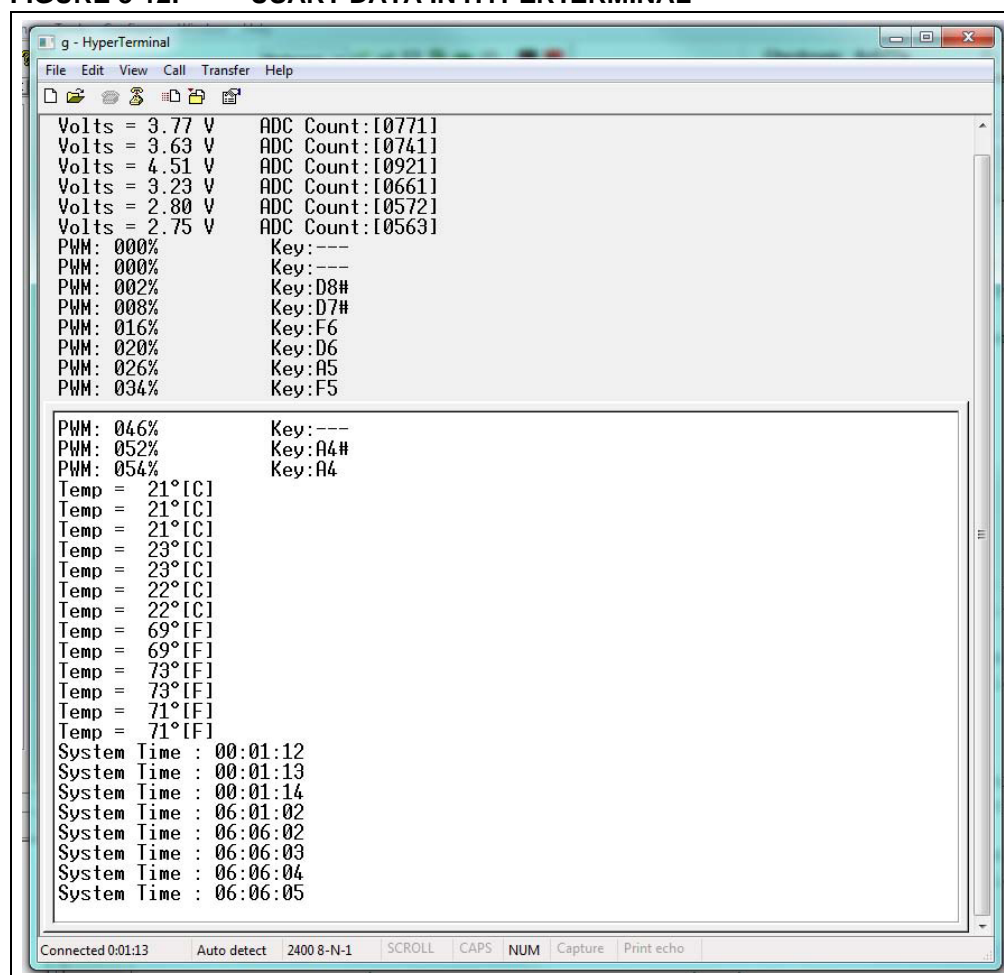 g - HyperTerminal
File Edit View Call Transfer Help
Volts = 3.77 V ADC Count:[0771]
Volts = 3.63 V ADC Count:[0741]
Volts = 4.51 V ADC Count:[0921]
Volts = 3.23 V ADC Count:[0661]
Volts = 2.80 V ADC Count:[0572]
Volts = 2.75 V ADC Count:[0563]
PWM: 000% Key:---
PWM: 000% Key:---
PWM: 002% Key:D8#
PWM: 008% Key:D7#
PWM: 016% Key:F6
PWM: 020% Key:D6
PWM: 026% Key:A5
PWM: 034% Key:F5
PWM: 046% Key:---
PWM: 052% Key:A4#
PWM: 054% Key:A4
Temp = 21°[C]
Temp = 21°[C]
Temp = 21°[C]
Temp = 23°[C]
Temp = 23°[C]
Temp = 22°[C]
Temp = 22°[C]
Temp = 69°[F]
Temp = 69°[F]
Temp = 73°[F]
Temp = 73°[F]
Temp = 71°[F]
Temp = 71°[F]
System Time : 00:01:12
System Time : 00:01:13
System Time : 00:01:14
System Time : 06:01:02
System Time : 06:06:02
System Time : 06:06:03
System Time : 06:06:04
System Time : 06:06:05
Connected 0:01:13 Auto detect 2400 8-N-1 SCROLL CAPS NUM Capture Print echo